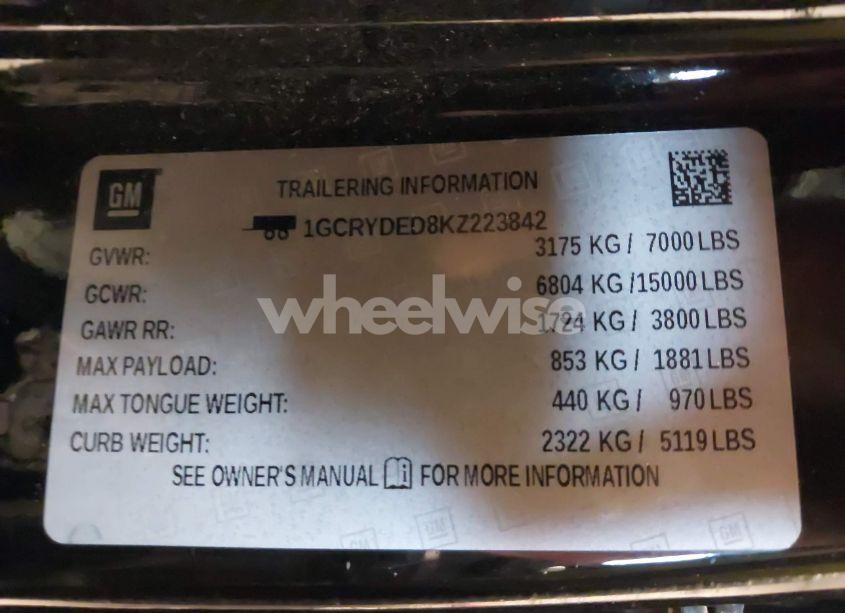 GM
TRAILERING INFORMATION
1GCRYDED8KZ223842
GVWR: 3175 KG / 7000 LBS
GCWR: 6804 KG /15000 LBS
wheelwise
GAWR RR: 1724 KG / 3800 LBS
MAX PAYLOAD: 853 KG / 1881 LBS
MAX TONGUE WEIGHT: 440 KG / 970 LBS
CURB WEIGHT: 2322 KG / 5119 LBS
SEE OWNER'S MANUAL i FOR MORE INFORMATION
GM
GM